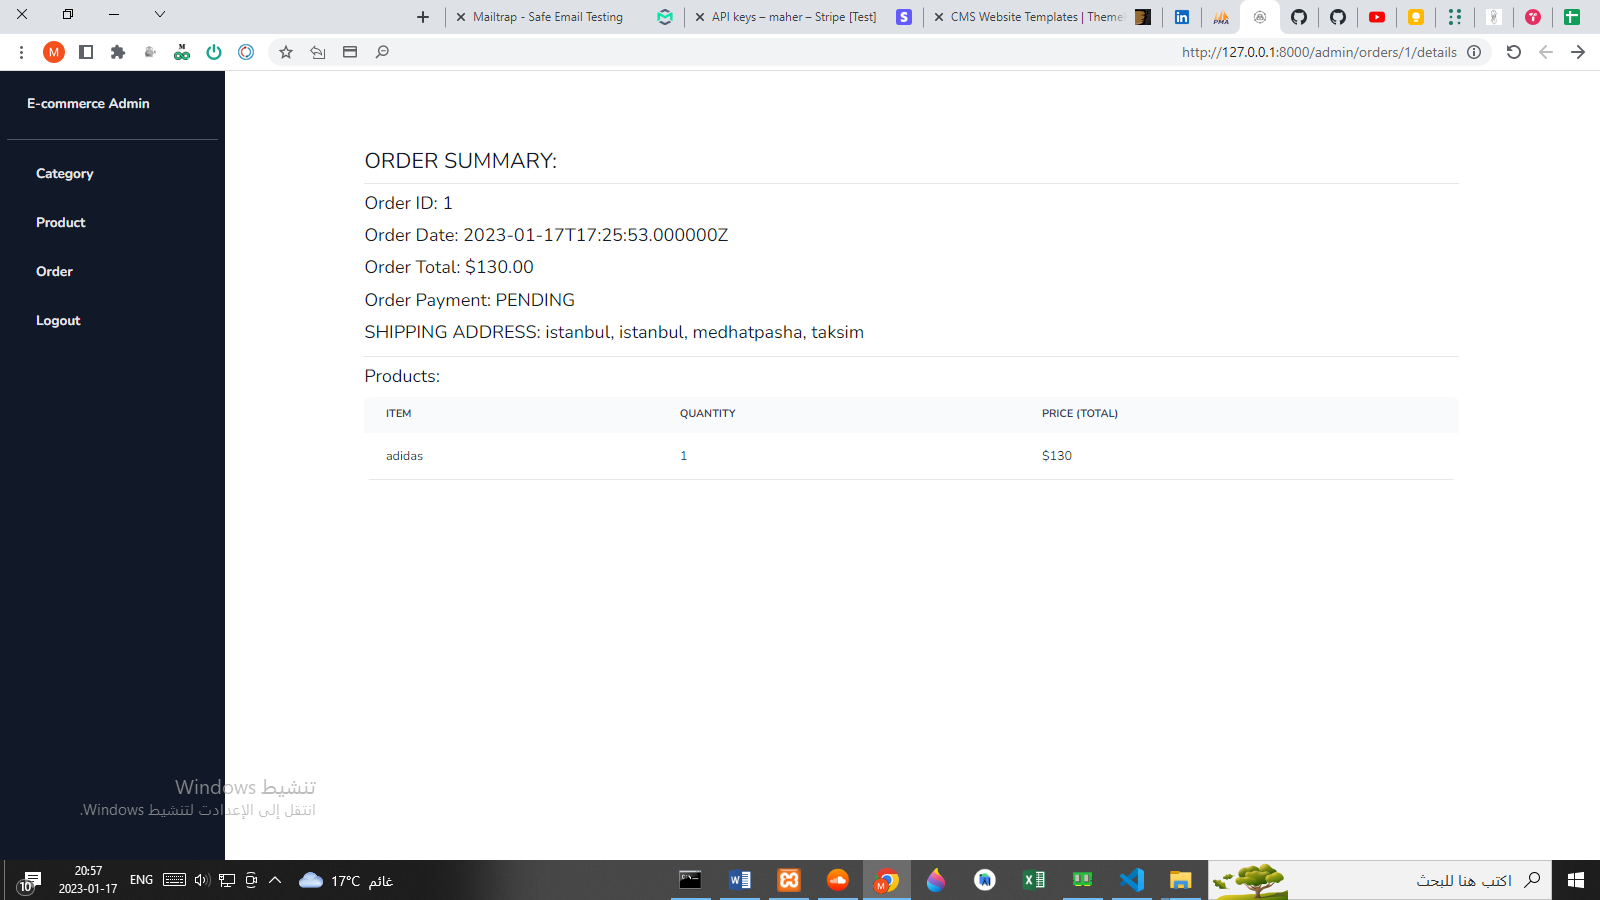 Mailtrap - Safe Email Testing
API keys – maher – Stripe [Test]
CMS Website Templates | Theme
PMA
M
M
http://127.0.0.1:8000/admin/orders/1/details
E-commerce Admin
Category
Product
Order
Logout
ORDER SUMMARY:
Order ID: 1
Order Date: 2023-01-17T17:25:53.000000Z
Order Total: $130.00
Order Payment: PENDING
SHIPPING ADDRESS: istanbul, istanbul, medhatpasha, taksim
Products:
ITEM QUANTITY PRICE (TOTAL)
adidas 1 $130
تنشيط Windows
انتقل إلى الإعدادت لتنشيط Windows.
10
20:57
2023-01-17
ENG
17°C غائم
اكتب هنا للبحث